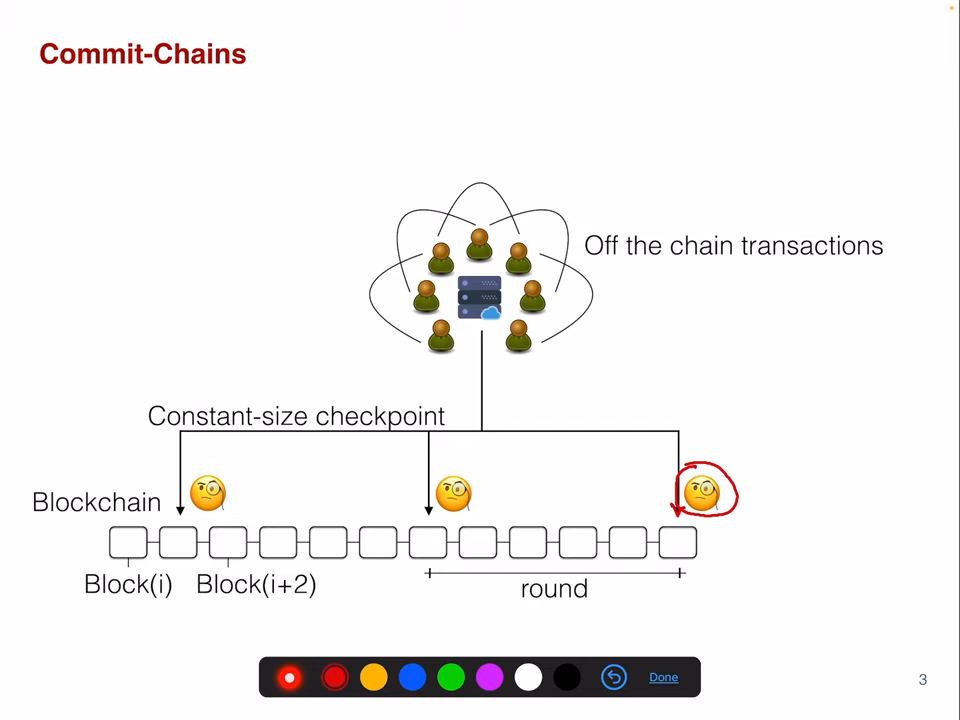 Commit-Chains
Off the chain transactions
Constant-size checkpoint
Blockchain
Block(i)
Block(i+2)
round
Done
3